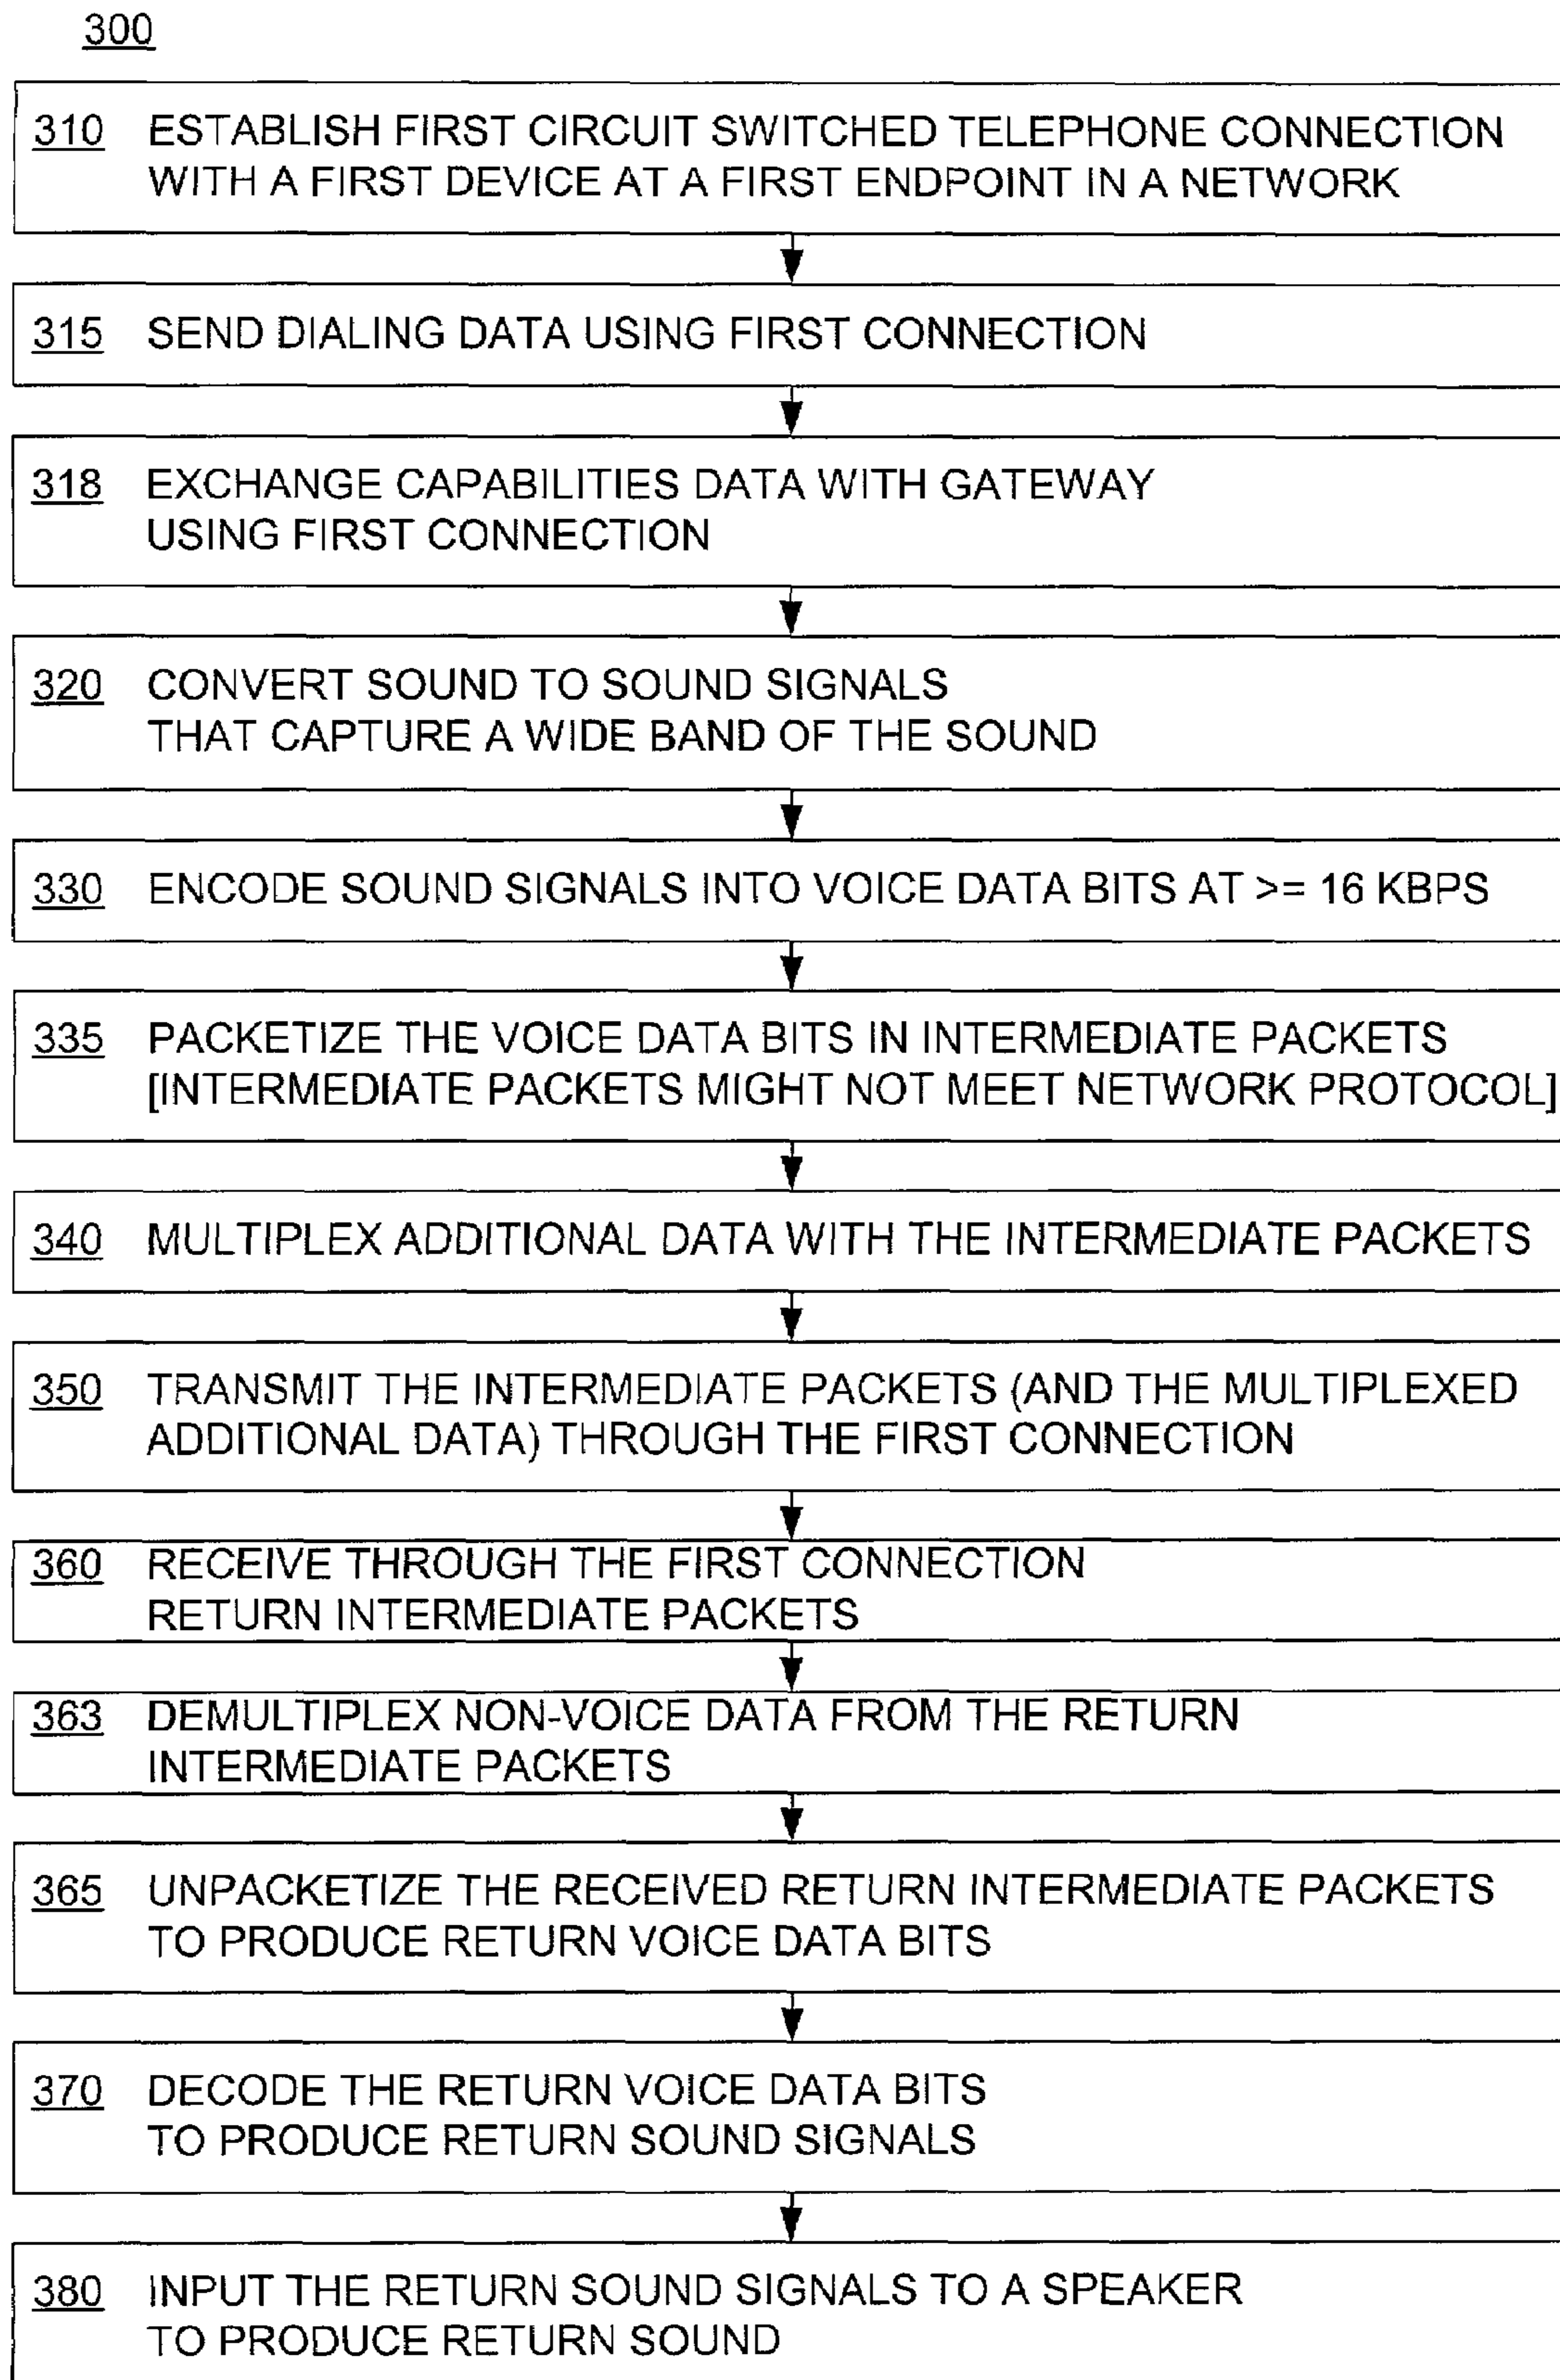 300
310 ESTABLISH FIRST CIRCUIT SWITCHED TELEPHONE CONNECTION
WITH A FIRST DEVICE AT A FIRST ENDPOINT IN A NETWORK
315 SEND DIALING DATA USING FIRST CONNECTION
318 EXCHANGE CAPABILITIES DATA WITH GATEWAY
USING FIRST CONNECTION
320 CONVERT SOUND TO SOUND SIGNALS
THAT CAPTURE A WIDE BAND OF THE SOUND
330 ENCODE SOUND SIGNALS INTO VOICE DATA BITS AT >= 16 KBPS
335 PACKETIZE THE VOICE DATA BITS IN INTERMEDIATE PACKETS
[INTERMEDIATE PACKETS MIGHT NOT MEET NETWORK PROTOCOL]
340 MULTIPLEX ADDITIONAL DATA WITH THE INTERMEDIATE PACKETS
350 TRANSMIT THE INTERMEDIATE PACKETS (AND THE MULTIPLEXED
ADDITIONAL DATA) THROUGH THE FIRST CONNECTION
360 RECEIVE THROUGH THE FIRST CONNECTION
RETURN INTERMEDIATE PACKETS
363 DEMULTIPLEX NON-VOICE DATA FROM THE RETURN
INTERMEDIATE PACKETS
365 UNPACKETIZE THE RECEIVED RETURN INTERMEDIATE PACKETS
TO PRODUCE RETURN VOICE DATA BITS
370 DECODE THE RETURN VOICE DATA BITS
TO PRODUCE RETURN SOUND SIGNALS
380 INPUT THE RETURN SOUND SIGNALS TO A SPEAKER
TO PRODUCE RETURN SOUND